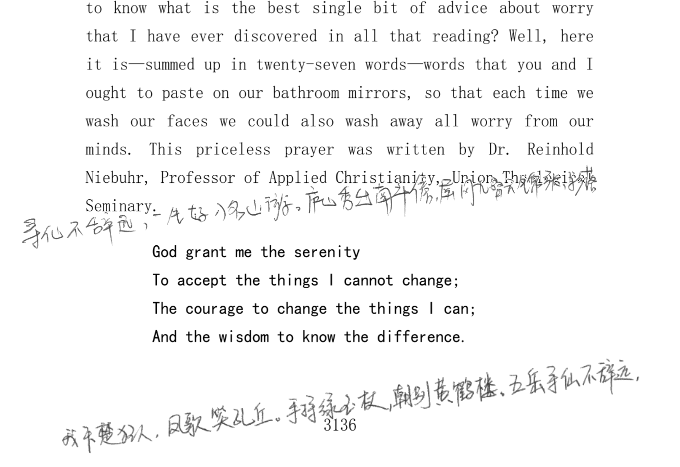 to know what is the best single bit of advice about worry
that I have ever discovered in all that reading? Well, here
it is—summed up in twenty-seven words—words that you and I
ought to paste on our bathroom mirrors, so that each time we
wash our faces we could also wash away all worry from our
minds. This priceless prayer was written by Dr. Reinhold
Niebuhr, Professor of Applied Christianity, Union Theological
Seminary.
寻仙不辞远,一生好入名山游。庐山秀出南斗傍,屏风九叠云锦张,
God grant me the serenity
To accept the things I cannot change;
The courage to change the things I can;
And the wisdom to know the difference.
我本楚狂人,凤歌笑孔丘。手持绿玉杖,朝别黄鹤楼。五岳寻仙不辞远,
3136